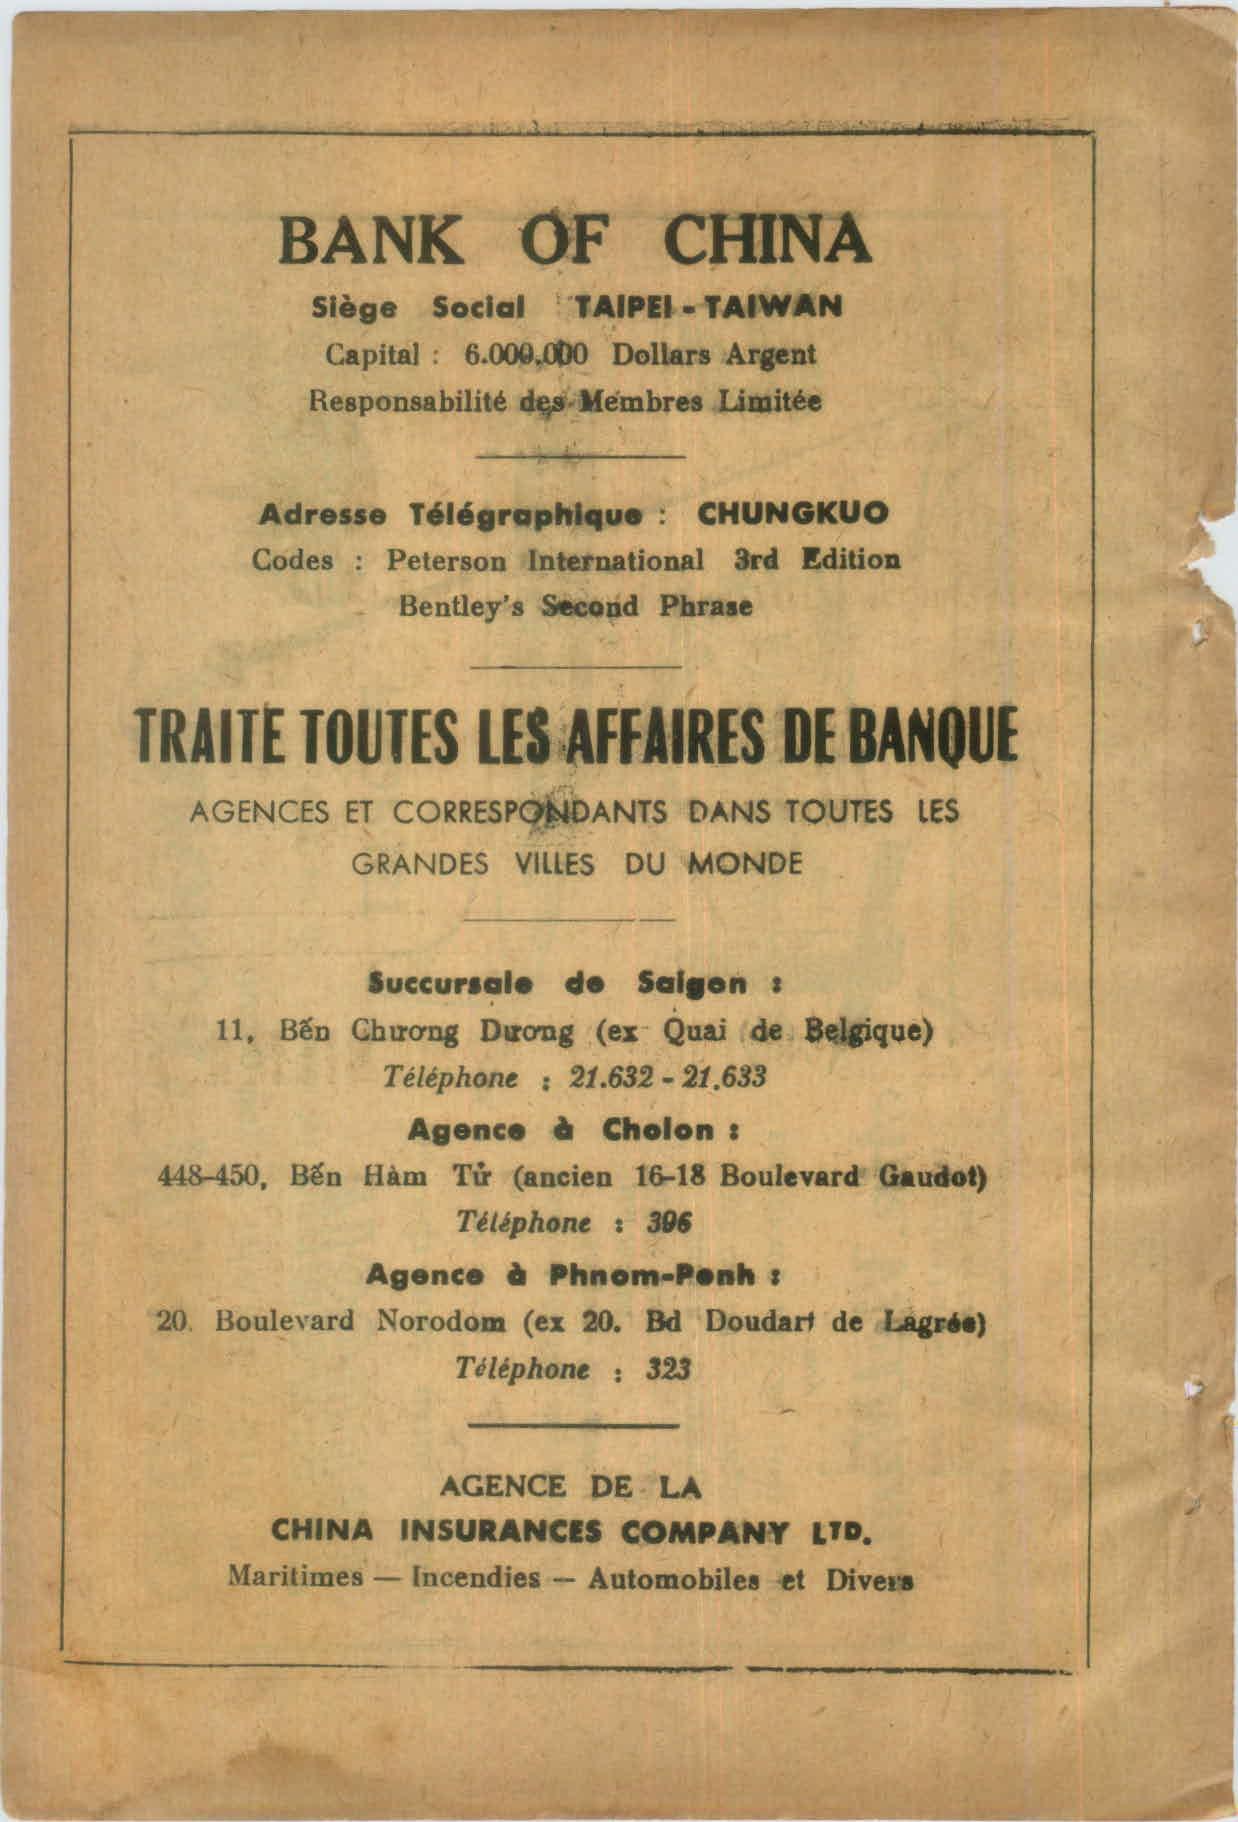 BANK OF CHINA
Siège Social TAIPEI - TAIWAN
Capital : 6.000.000 Dollars Argent
Responsabilité des Membres Limitée
Adresse Télégraphique : CHUNGKUO
Codes : Peterson International 3rd Edition
Bentley's Second Phrase
TRAITE TOUTES LES AFFAIRES DE BANQUE
AGENCES ET CORRESPONDANTS DANS TOUTES LES
GRANDES VILLES DU MONDE
Succursale de Saigon :
11, Bến Chương Dương (ex Quai de Belgique)
Téléphone : 21.632 - 21.633
Agence à Cholon :
448-450, Bến Hàm Tử (ancien 16-18 Boulevard Gaudot)
Téléphone : 396
Agence à Phnom-Penh :
20. Boulevard Norodom (ex 20. Bd Doudart de Lagrée)
Téléphone : 323
AGENCE DE LA
CHINA INSURANCES COMPANY LTD.
Maritimes — Incendies — Automobiles et Divers